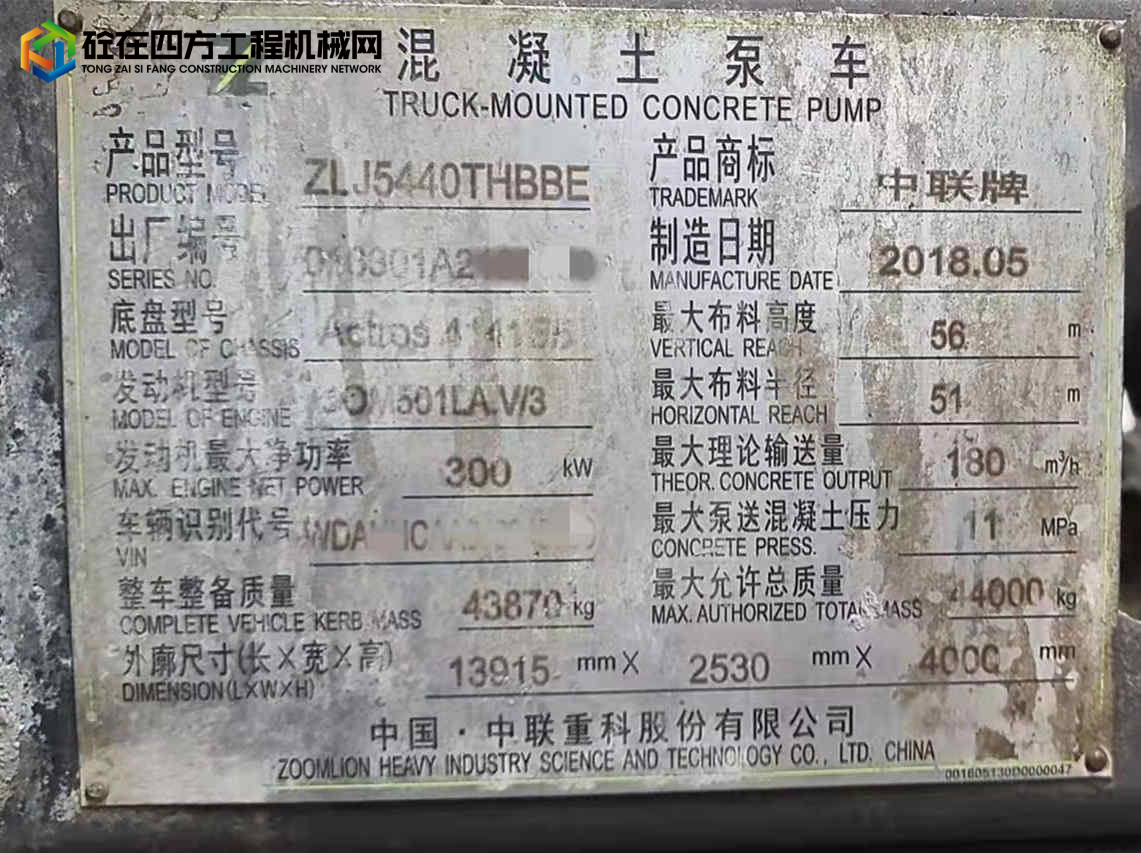 砼在四方工程机械网
TONG ZAI SI FANG CONSTRUCTION MACHINERY NETWORK
混凝土泵车
TRUCK-MOUNTED CONCRETE PUMP
产品型号 ZLJ5440THBBE
PRODUCT MODEL
产品商标 中联牌
TRADEMARK
出厂编号
SERIES NO.
制造日期 2018.05
MANUFACTURE DATE
底盘型号 Actros
MODEL OF CHASSIS
最大布料高度 56 m
VERTICAL REACH
发动机型号
MODEL OF ENGINE
最大布料半径 51 m
HORIZONTAL REACH
发动机最大净功率 300 kW
MAX. ENGINE NET POWER
最大理论输送量 180 m³/h
THEOR. CONCRETE OUTPUT
车辆识别代号
VIN
最大泵送混凝土压力 11 MPa
CONCRETE PRESS.
整车整备质量 43870 kg
COMPLETE VEHICLE KERB MASS
最大允许总质量 44000 kg
MAX. AUTHORIZED TOTAL MASS
外廓尺寸(长×宽×高) 13915 mm× 2530 mm× 4000 mm
DIMENSION(L×W×H)
中国·中联重科股份有限公司
ZOOMLION HEAVY INDUSTRY SCIENCE AND TECHNOLOGY CO., LTD. CHINA
001605130D0000047